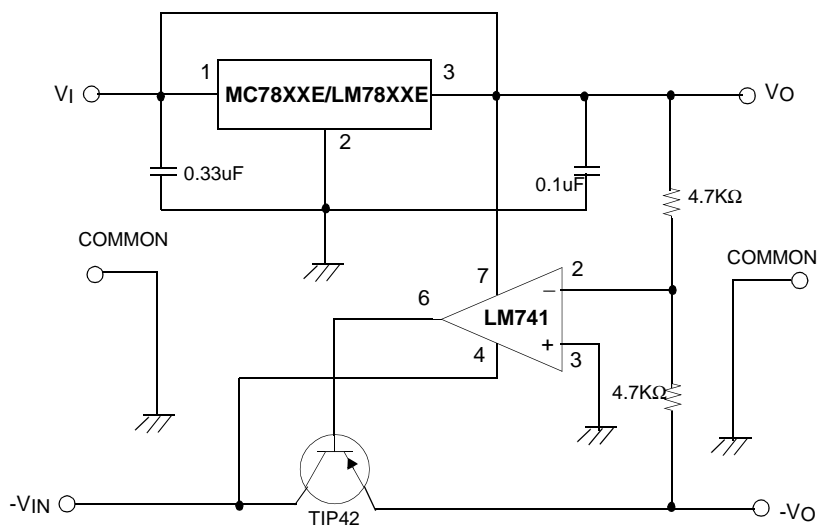 1
MC78XXE/LM78XXE
3
VI
VO
2
0.33uF
0.1uF
4.7KΩ
COMMON
COMMON
7
2
6
–
LM741
4
+
3
4.7KΩ
-VIN
TIP42
-VO